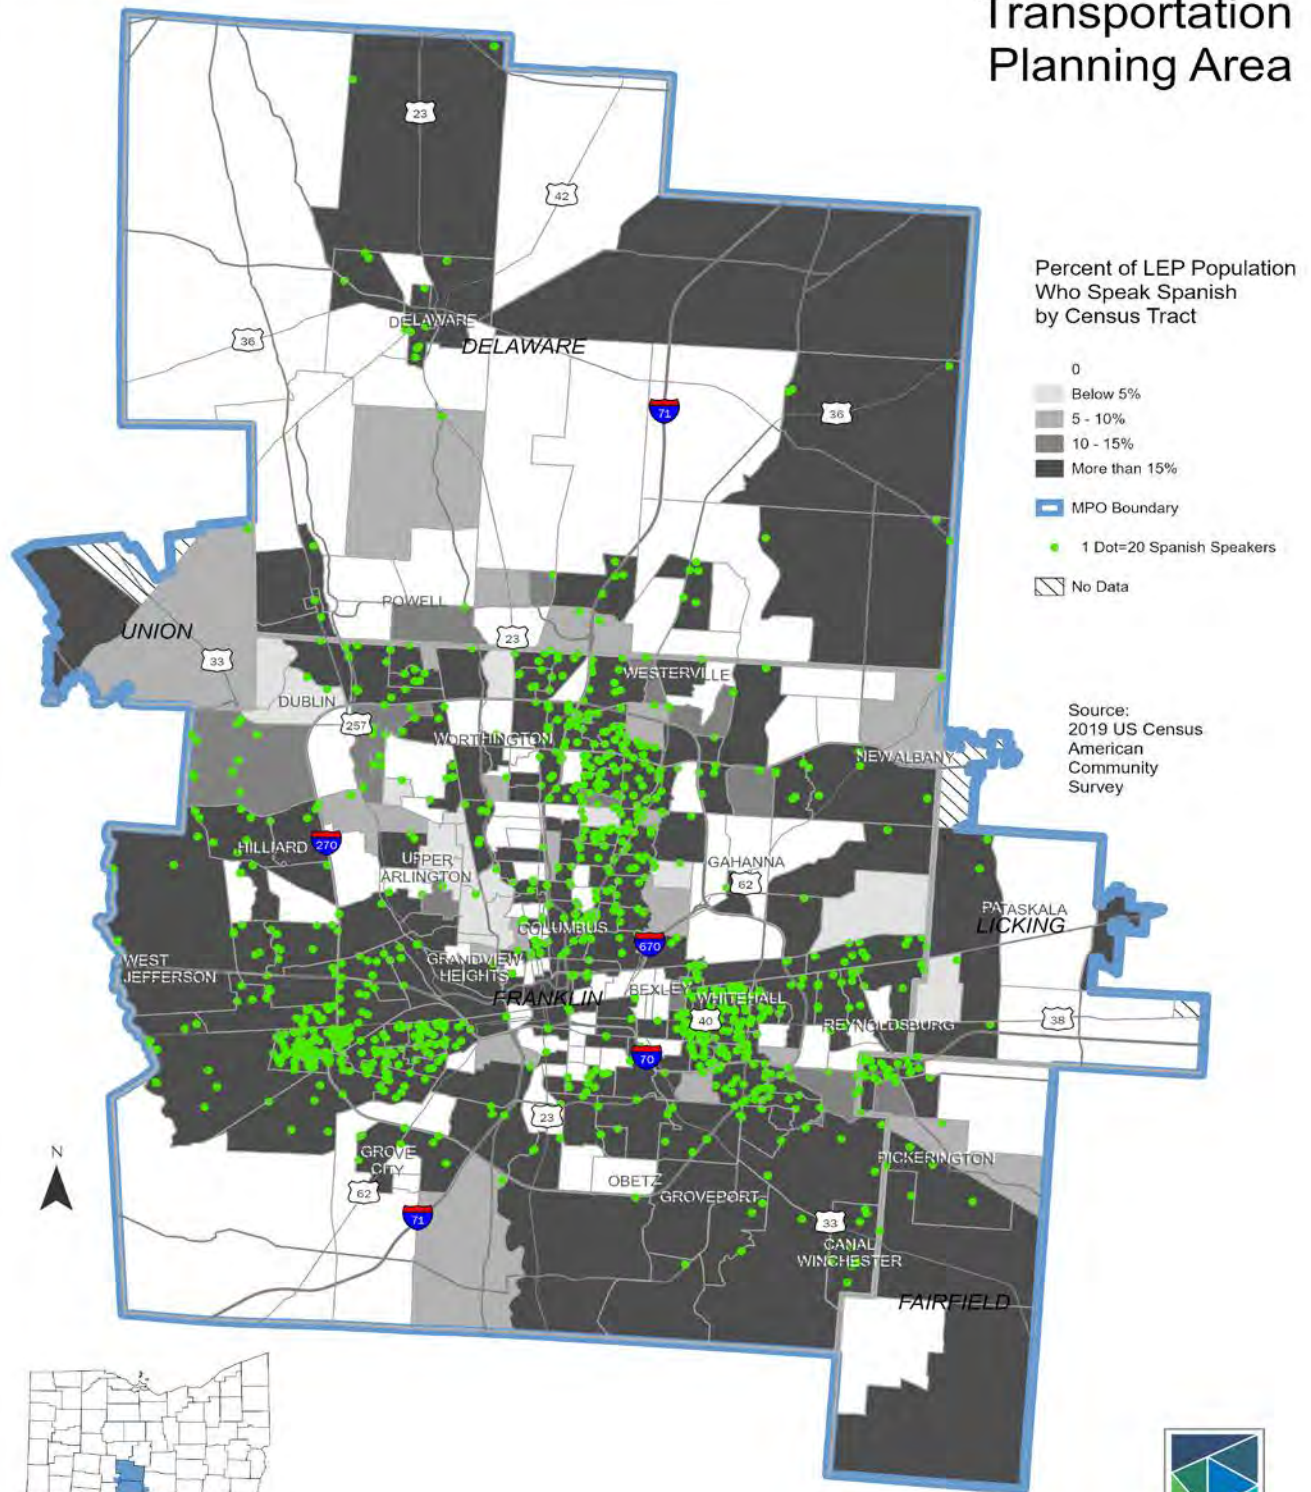 Transportation
Planning Area
23
42
36
DELAWARE
DELAWARE
71
36
Percent of LEP Population
Who Speak Spanish
by Census Tract
0
Below 5%
5 - 10%
10 - 15%
More than 15%
MPO Boundary
1 Dot=20 Spanish Speakers
No Data
POWELL
UNION
33
23
WESTERVILLE
DUBLIN
257
WORTHINGTON
NEW ALBANY
Source:
2019 US Census
American
Community
Survey
HILLIARD
270
UPPER
ARLINGTON
GAHANNA
62
PATASKALA
LICKING
COLUMBUS
670
WEST
JEFFERSON
GRANDVIEW
HEIGHTS
FRANKLIN
BEXLEY
WHITEHALL
40
REYNOLDSBURG
38
70
23
N
GROVE
CITY
62
OBETZ
GROVEPORT
PICKERINGTON
71
33
CANAL
WINCHESTER
FAIRFIELD